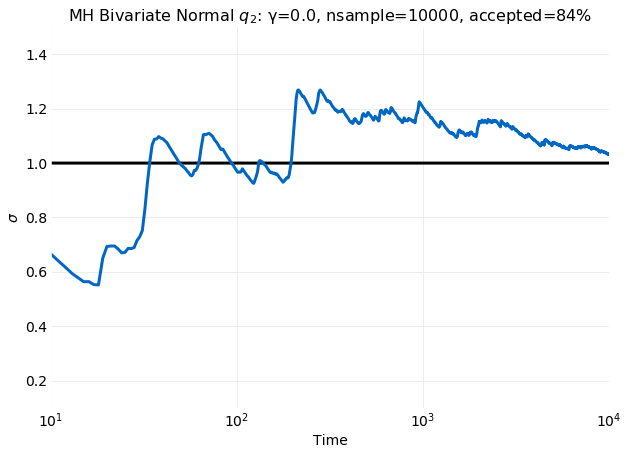 MH Bivariate Normal q₂: γ=0.0, nsample=10000, accepted=84%
1.4
1.2
1.0
0.8
0.6
0.4
0.2
σ
10¹ 10² 10³ 10⁴
Time